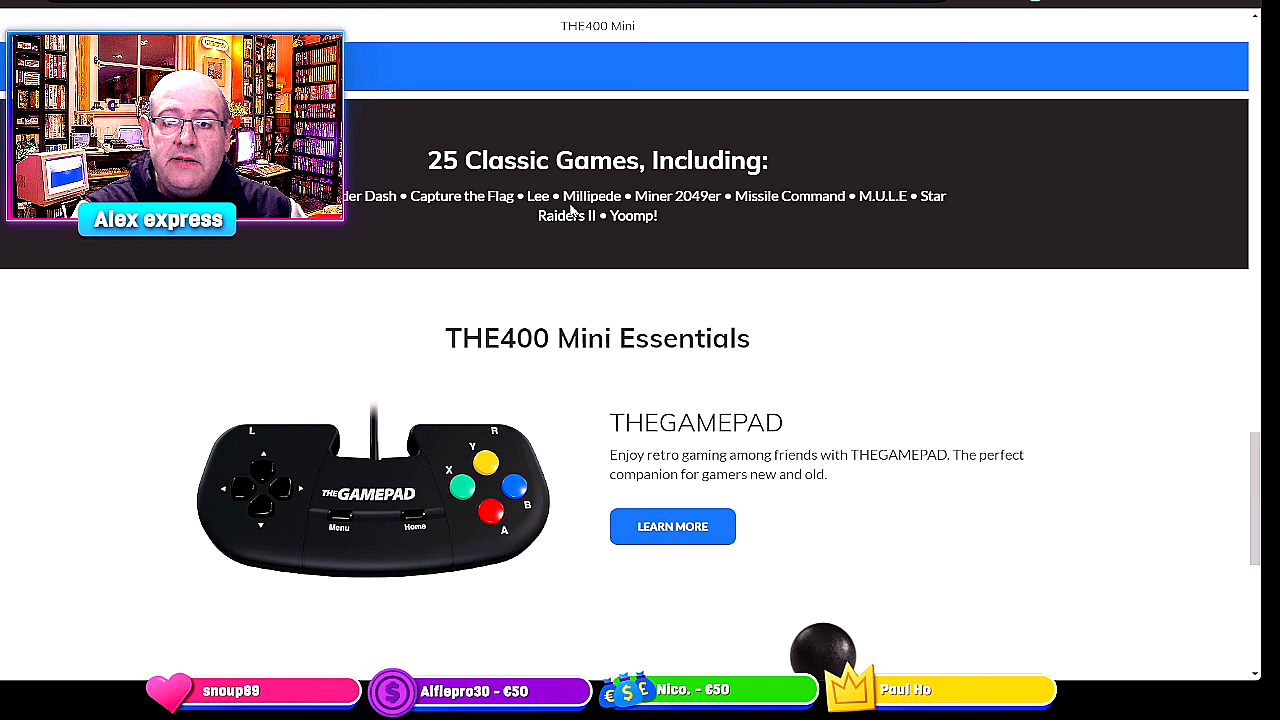 THE400 Mini
25 Classic Games, Including:
der Dash • Capture the Flag • Lee • Millipede • Miner 2049er • Missile Command • M.U.L.E • Star
Raiders II • Yoomp!
Alex express
THE400 Mini Essentials
L
R
Y
X
B
A
THEGAMEPAD
Menu
Home
THEGAMEPAD
Enjoy retro gaming among friends with THEGAMEPAD. The perfect
companion for gamers new and old.
LEARN MORE
snoup89
Alfiepro30 - €50
Nico. - €50
Paul Ho